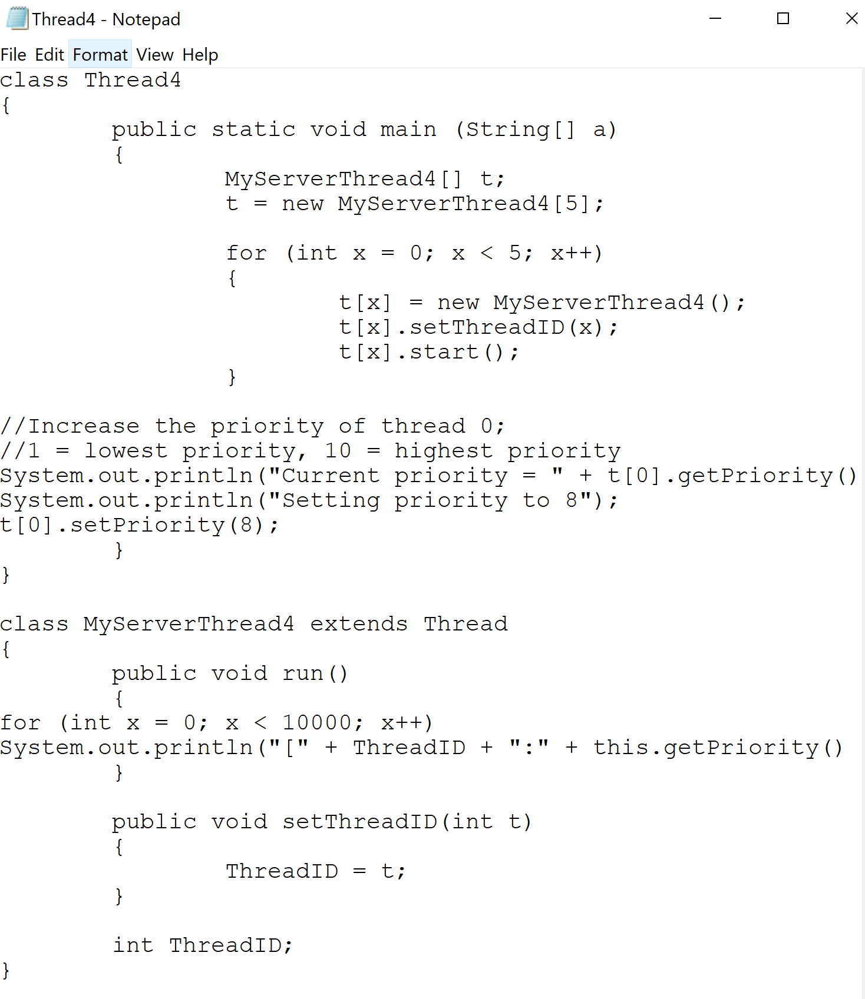 Thread4 - Notepad
File Edit Format View Help
class Thread4
{
        public static void main (String[] a)
        {
                MyServerThread4[] t;
                t = new MyServerThread4[5];

                for (int x = 0; x < 5; x++)
                {
                        t[x] = new MyServerThread4();
                        t[x].setThreadID(x);
                        t[x].start();
                }

//Increase the priority of thread 0;
//1 = lowest priority, 10 = highest priority
System.out.println("Current priority = " + t[0].getPriority()
System.out.println("Setting priority to 8");
t[0].setPriority(8);
        }
}

class MyServerThread4 extends Thread
{
        public void run()
        {
for (int x = 0; x < 10000; x++)
System.out.println("[" + ThreadID + ":" + this.getPriority()
        }

        public void setThreadID(int t)
        {
                ThreadID = t;
        }

        int ThreadID;
}